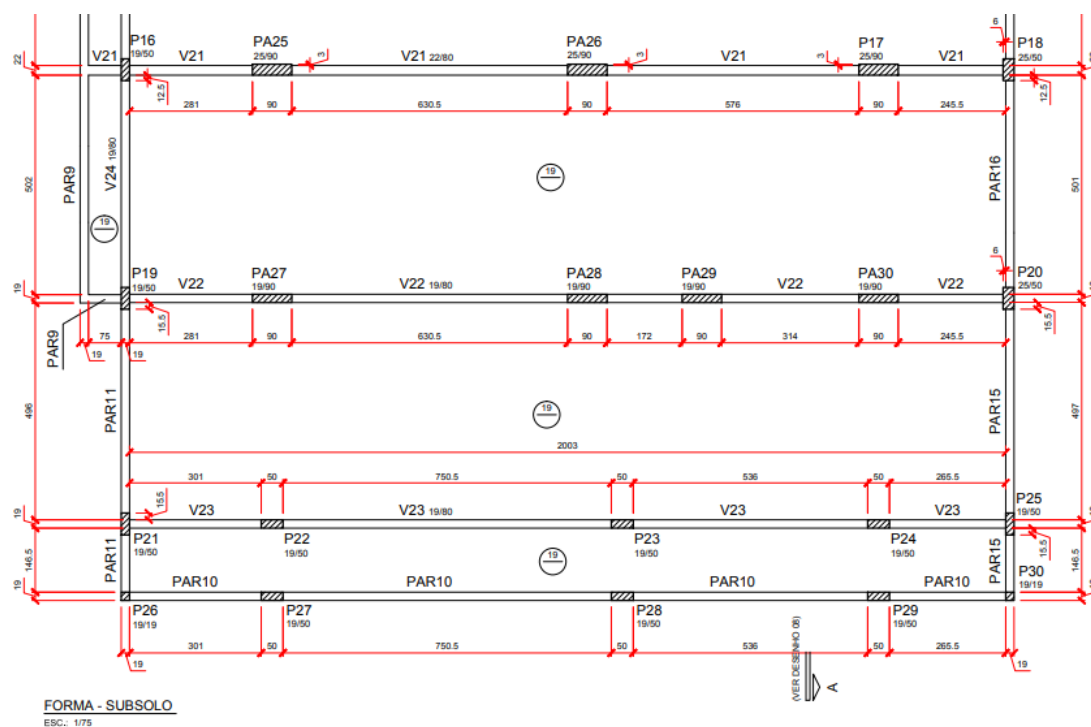 6
P16
19/50
PA25
25/90
PA26
25/90
P17
25/90
P18
25/50
V21
V21
V21 22/80
V21
V21
22
3
3
3
12.5
12.5
281
90
630.5
90
576
90
245.5
PAR9
V24 19/80
PAR16
502
501
19
19
6
P19
19/50
PA27
19/90
PA28
19/90
PA29
19/90
PA30
19/90
P20
25/50
V22
V22 19/80
V22
V22
19
15.5
15.5
PAR9
75
19
19
281
90
630.5
90
172
90
314
90
245.5
PAR11
PAR15
496
497
19
2003
301
50
750.5
50
536
50
265.5
15.5
V23
V23 19/80
V23
V23
P25
19/50
19
P21
19/50
P22
19/50
P23
19/50
P24
19/50
15.5
146.5
146.5
19
PAR11
PAR15
PAR10
PAR10
PAR10
PAR10
P30
19/19
19
P26
19/19
P27
19/50
P28
19/50
P29
19/50
301
50
750.5
50
536
50
265.5
19
19
(VER DESENHO 08)
A
FORMA - SUBSOLO
ESC.: 1/75